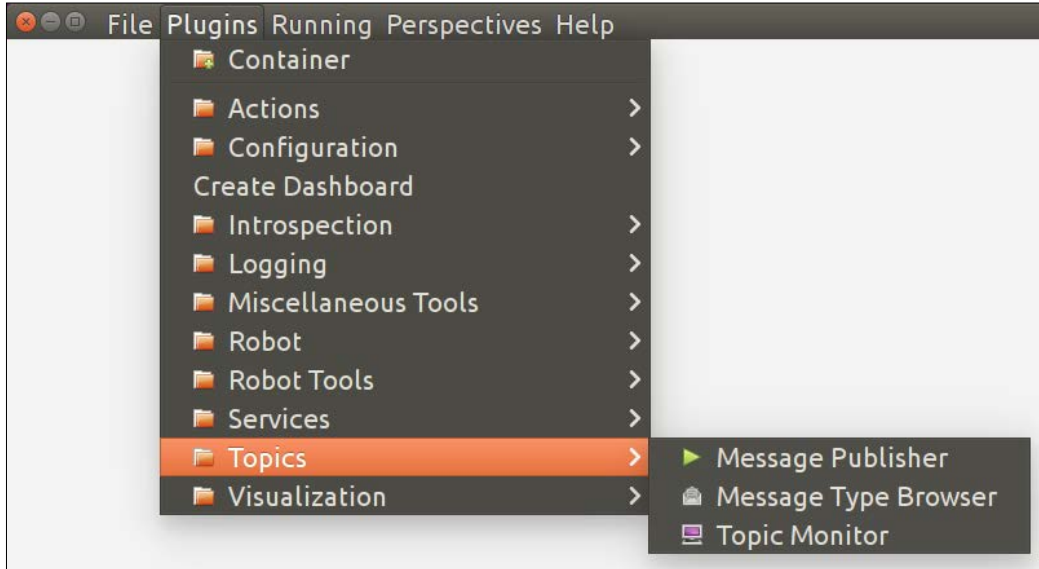 File Plugins Running Perspectives Help
Container
Actions
Configuration
Create Dashboard
Introspection
Logging
Miscellaneous Tools
Robot
Robot Tools
Services
Topics
Visualization
Message Publisher
Message Type Browser
Topic Monitor